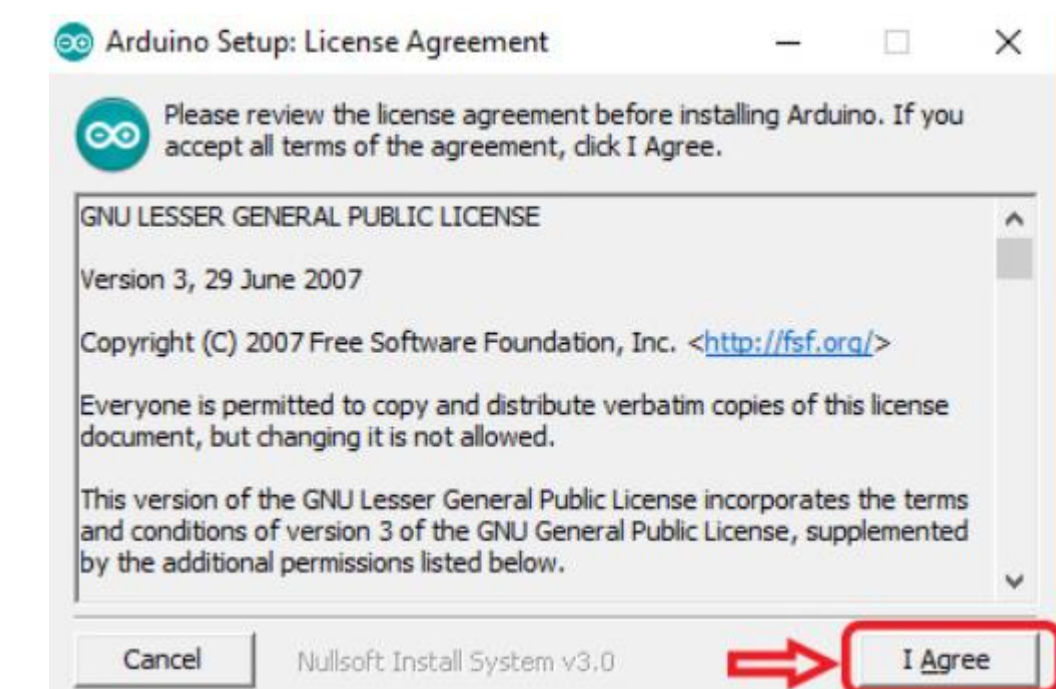 Arduino Setup: License Agreement
Please review the license agreement before installing Arduino. If you
accept all terms of the agreement, click I Agree.
GNU LESSER GENERAL PUBLIC LICENSE
Version 3, 29 June 2007
Copyright (C) 2007 Free Software Foundation, Inc. <http://fsf.org/>
Everyone is permitted to copy and distribute verbatim copies of this license
document, but changing it is not allowed.
This version of the GNU Lesser General Public License incorporates the terms
and conditions of version 3 of the GNU General Public License, supplemented
by the additional permissions listed below.
Cancel
Nullsoft Install System v3.0
I Agree